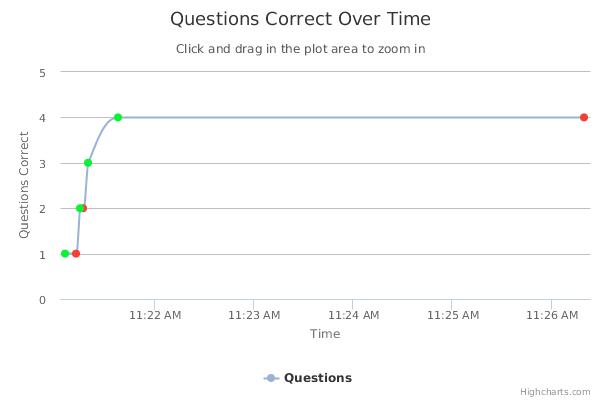 Questions Correct Over Time
Click and drag in the plot area to zoom in
5
4
3
2
1
0
Questions Correct
11:22 AM 11:23 AM 11:24 AM 11:25 AM 11:26 AM
Time
Questions
Highcharts.com